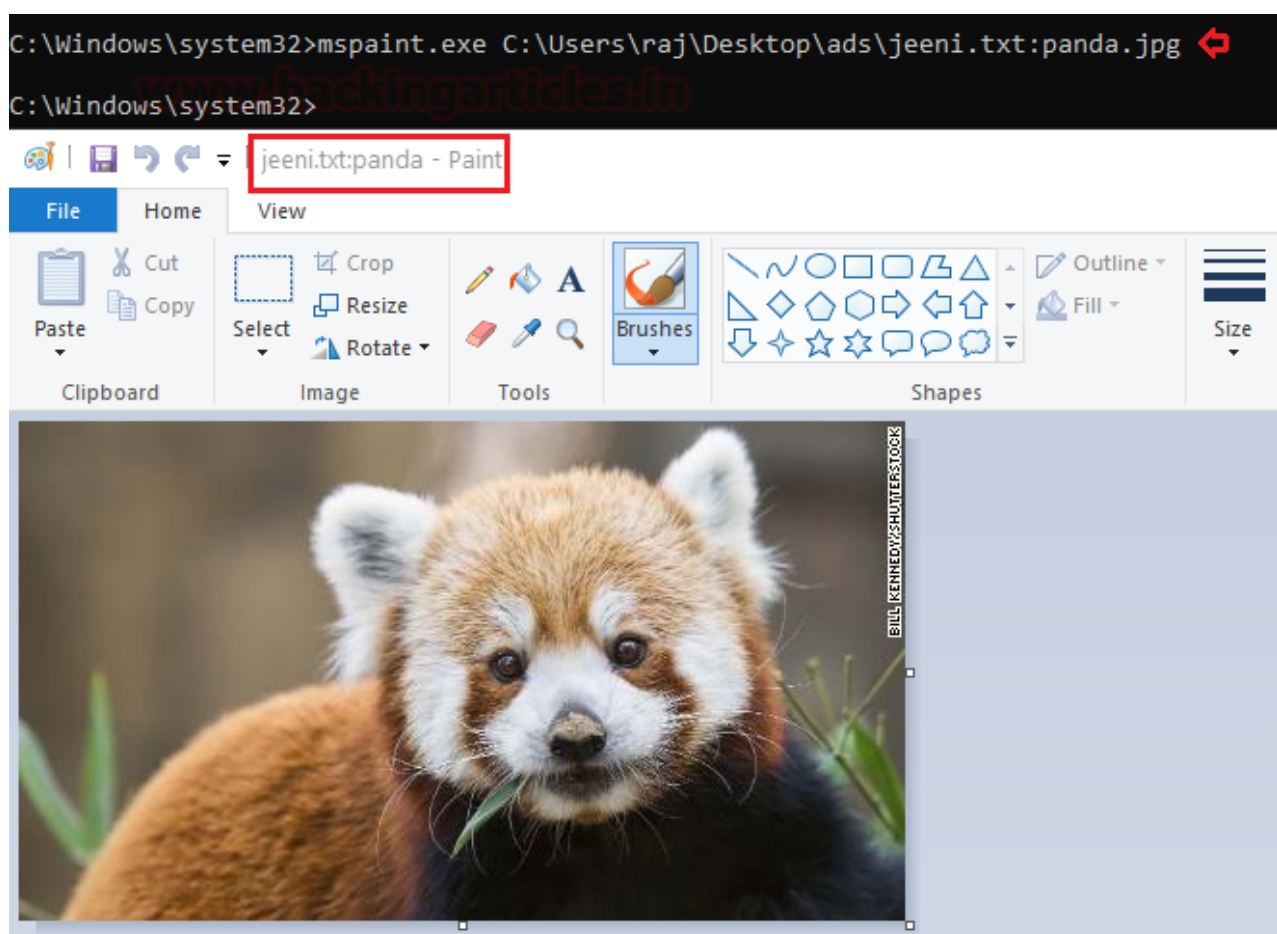 C:\Windows\system32>mspaint.exe C:\Users\raj\Desktop\ads\jeeni.txt:panda.jpg
www.hackingarticles.in
C:\Windows\system32>
jeeni.txt:panda - Paint
File Home View
Cut
Copy
Paste
Select
Crop
Resize
Rotate
A
Brushes
Outline
Fill
Size
Clipboard Image Tools Shapes
BILL KENNEDY/SHUTTERSTOCK